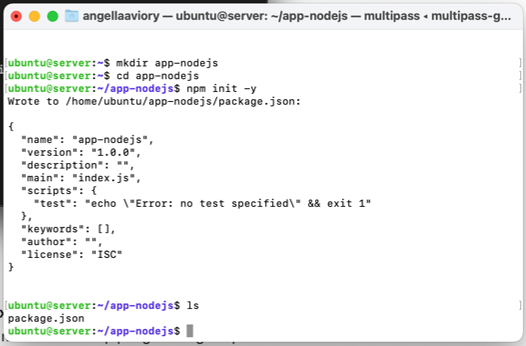 angellaaviory — ubuntu@server: ~/app-nodejs — multipass ◂ multipass-g...
ubuntu@server:~$ mkdir app-nodejs
ubuntu@server:~$ cd app-nodejs
ubuntu@server:~/app-nodejs$ npm init -y
Wrote to /home/ubuntu/app-nodejs/package.json:
{
  "name": "app-nodejs",
  "version": "1.0.0",
  "description": "",
  "main": "index.js",
  "scripts": {
    "test": "echo \"Error: no test specified\" && exit 1"
  },
  "keywords": [],
  "author": "",
  "license": "ISC"
}
ubuntu@server:~/app-nodejs$ ls
package.json
ubuntu@server:~/app-nodejs$